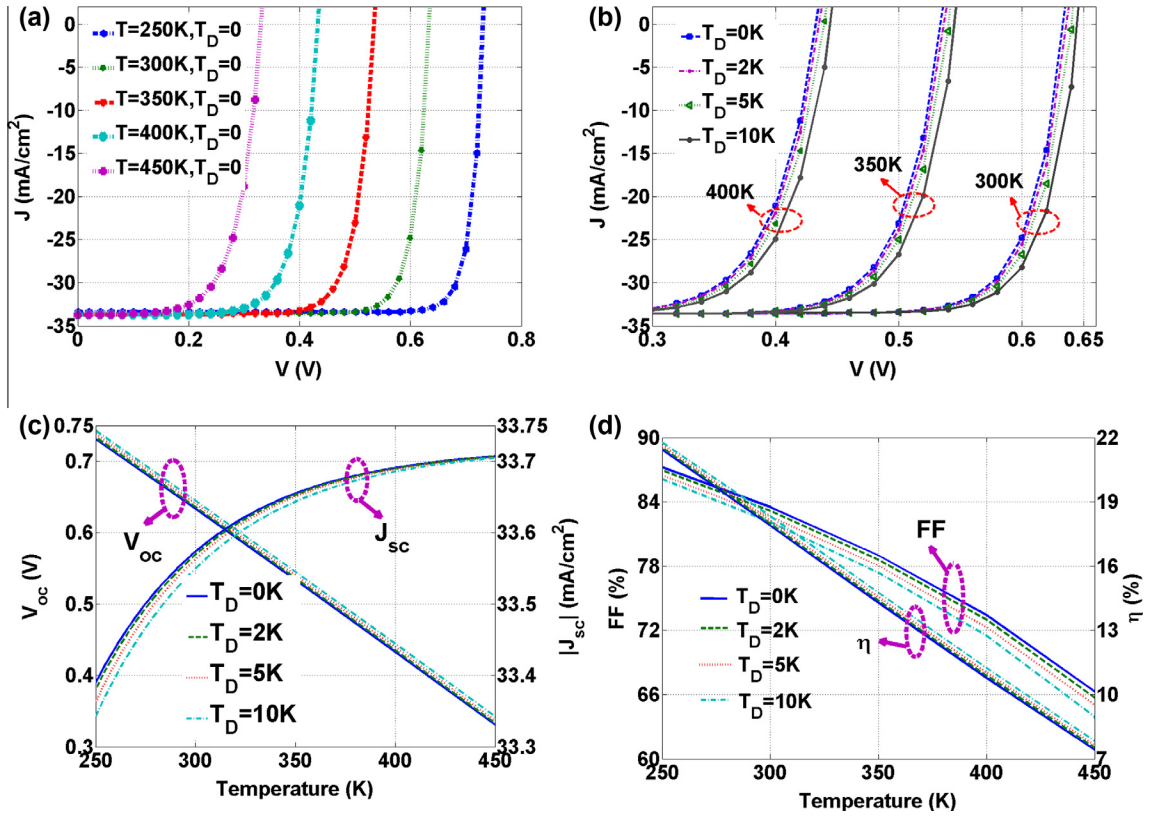 (a)
T=250K,T_D=0
T=300K,T_D=0
T=350K,T_D=0
T=400K,T_D=0
T=450K,T_D=0
0
-5
-10
-15
-20
-25
-30
-35
J (mA/cm²)
0
0.2
0.4
0.6
0.8
V (V)
(b)
T_D=0K
T_D=2K
T_D=5K
T_D=10K
400K
350K
300K
0
-5
-10
-15
-20
-25
-30
-35
J (mA/cm²)
0.3
0.4
0.5
0.6
0.65
V (V)
(c)
0.75
0.7
0.6
0.5
0.4
0.3
V_oc (V)
33.75
33.7
33.6
33.5
33.4
33.3
|J_sc| (mA/cm²)
V_oc
J_sc
T_D=0K
T_D=2K
T_D=5K
T_D=10K
250
300
350
400
450
Temperature (K)
(d)
90
84
78
72
66
60
FF (%)
22
19
16
13
10
7
η (%)
FF
η
T_D=0K
T_D=2K
T_D=5K
T_D=10K
250
300
350
400
450
Temperature (K)